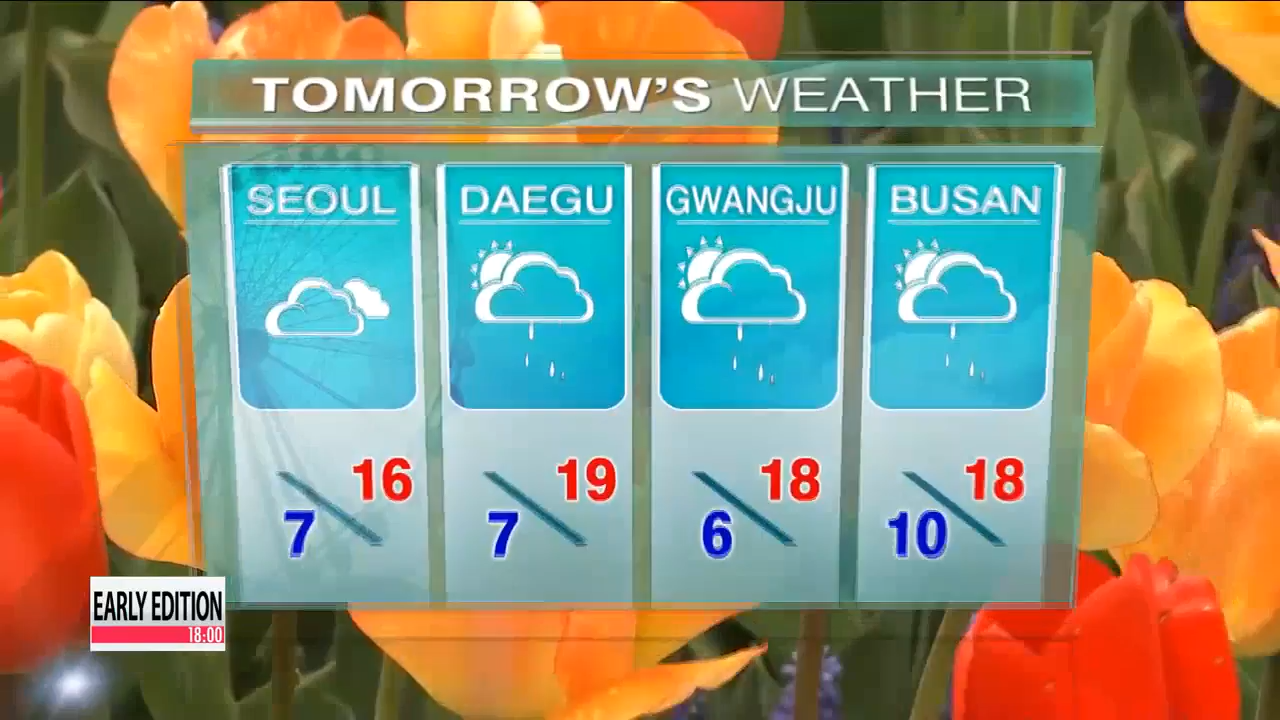 TOMORROW'S WEATHER
SEOUL
DAEGU
GWANGJU
BUSAN
16
7
19
7
18
6
18
10
EARLY EDITION
18:00